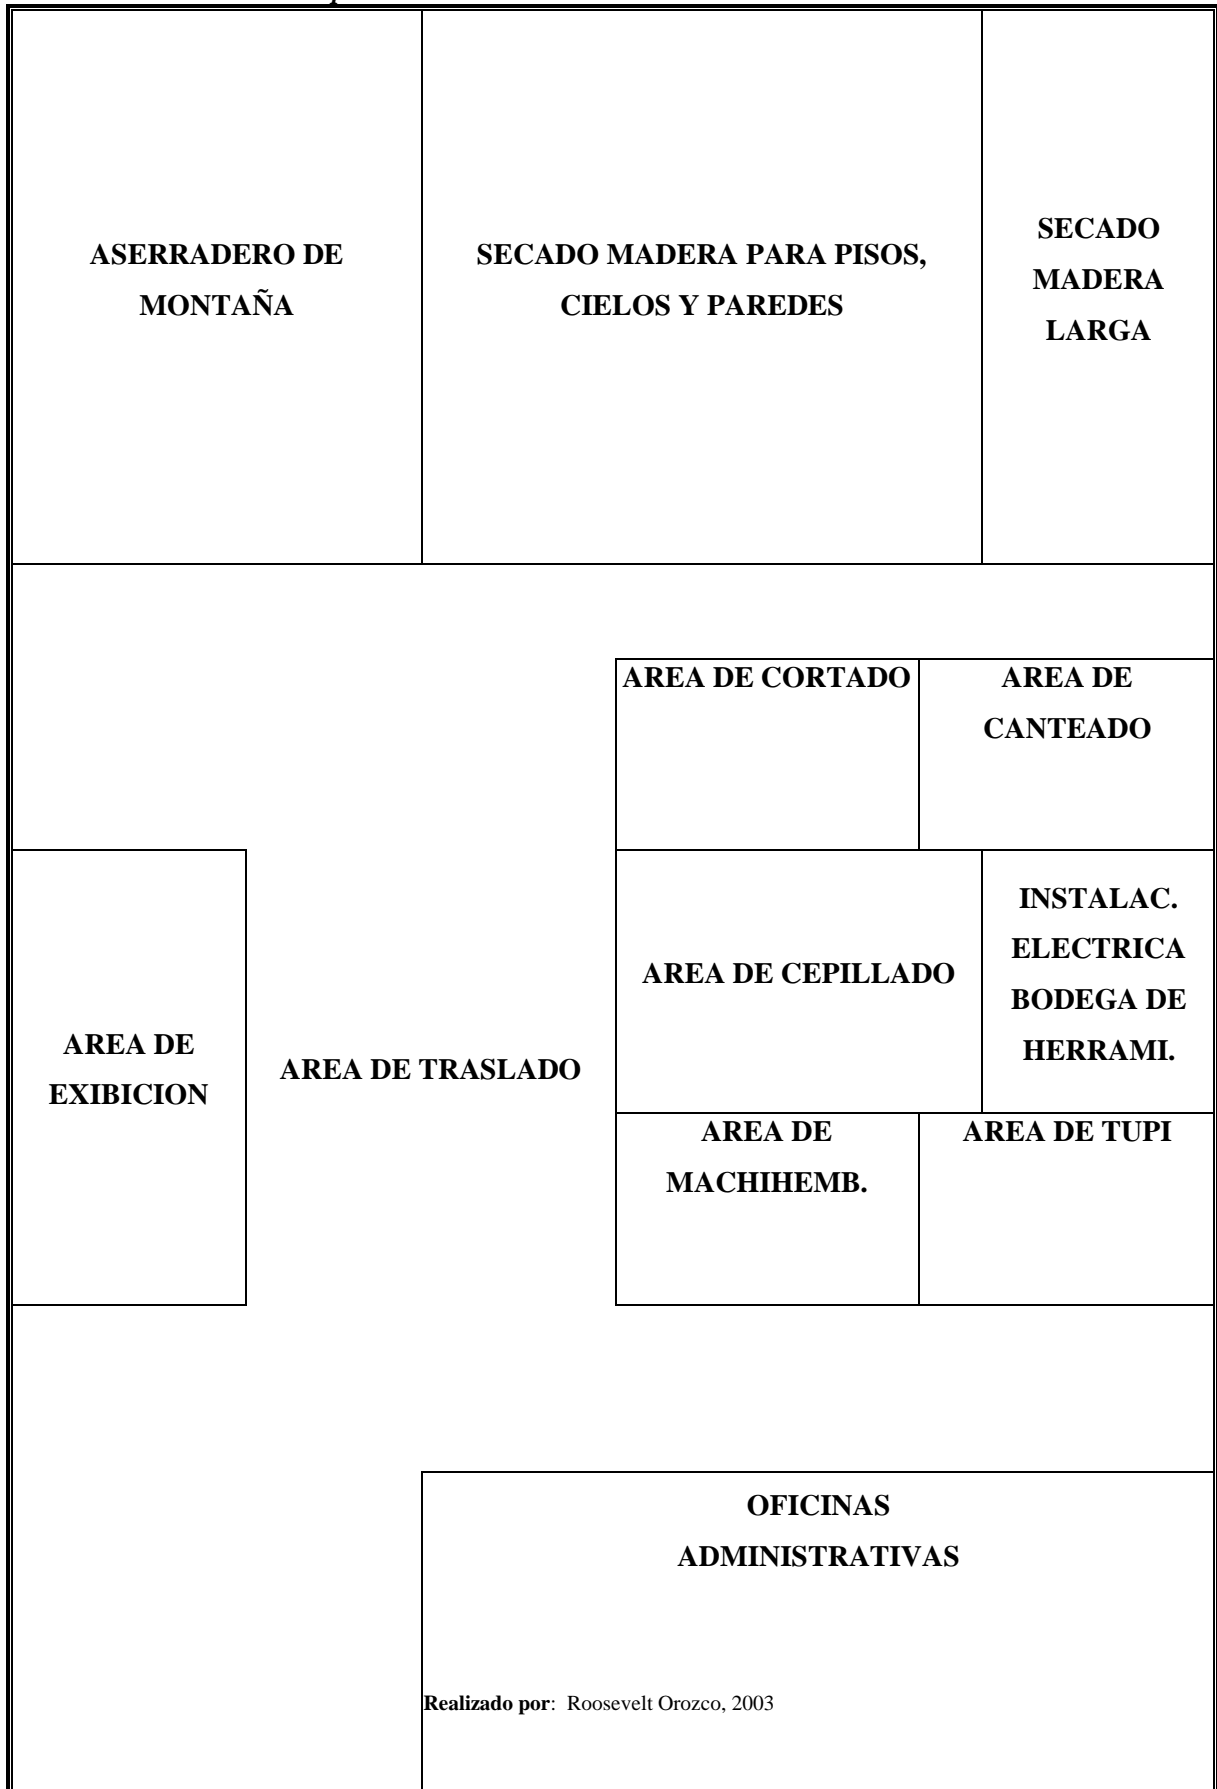 ASERRADERO DE
MONTAÑA
SECADO MADERA PARA PISOS,
CIELOS Y PAREDES
SECADO
MADERA
LARGA
AREA DE CORTADO
AREA DE
CANTEADO
AREA DE
EXIBICION
AREA DE TRASLADO
AREA DE CEPILLADO
INSTALAC.
ELECTRICA
BODEGA DE
HERRAMI.
AREA DE
MACHIHEMB.
AREA DE TUPI
OFICINAS
ADMINISTRATIVAS
Realizado por:  Roosevelt Orozco, 2003